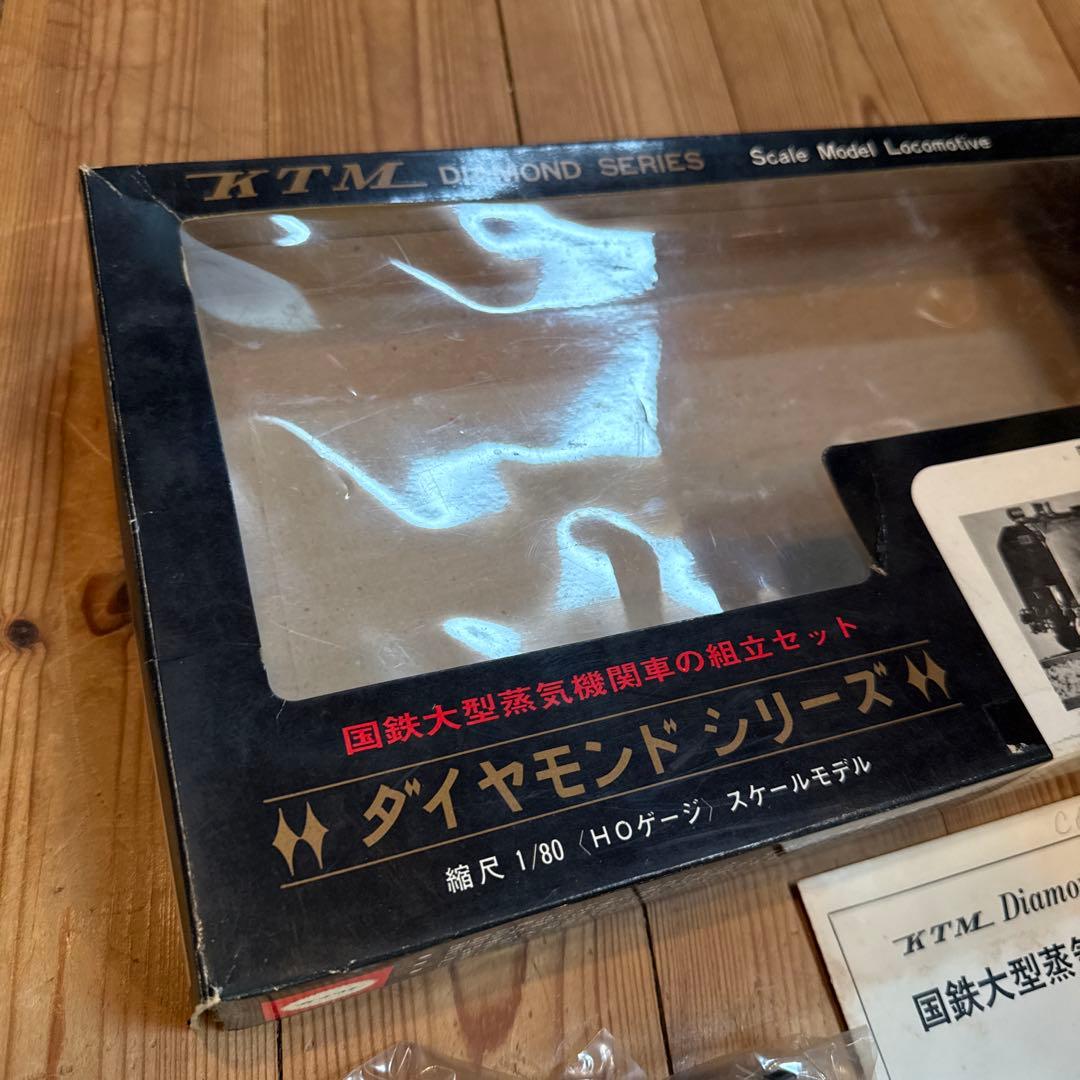 KTM DIAMOND SERIES Scale Model Locomotive
国鉄大型蒸気機関車の組立セット
ダイヤモンド シリーズ
縮尺 1/80〈HOゲージ〉スケールモデル
KTM
国鉄大型蒸